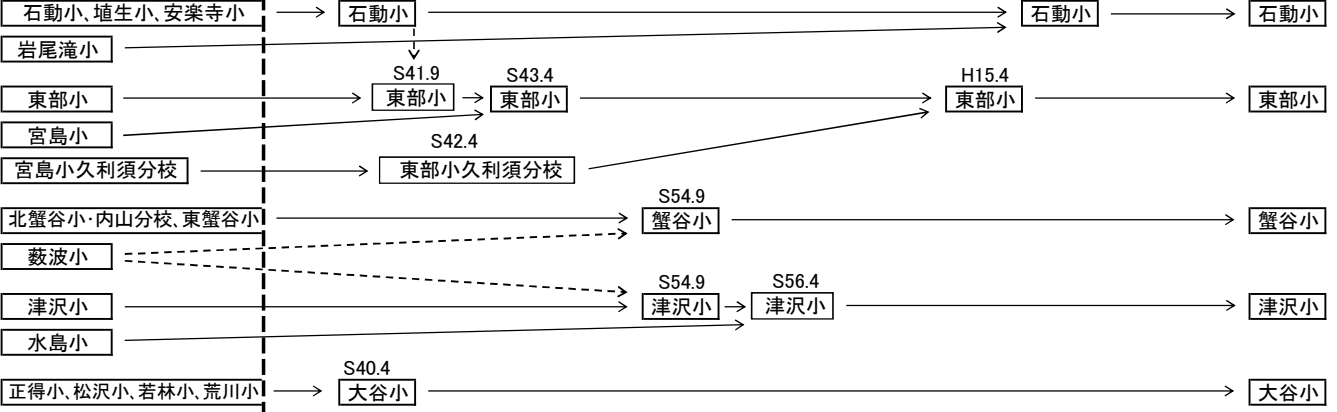 石動小、埴生小、安楽寺小 石動小 石動小 石動小
岩尾滝小
S41.9 S43.4 H15.4
東部小 東部小 東部小 東部小 東部小
宮島小
S42.4
宮島小久利須分校 東部小久利須分校
S54.9
北蟹谷小・内山分校、東蟹谷小 蟹谷小 蟹谷小
薮波小
S54.9 S56.4
津沢小 津沢小 津沢小 津沢小
水島小
S40.4
正得小、松沢小、若林小、荒川小 大谷小 大谷小